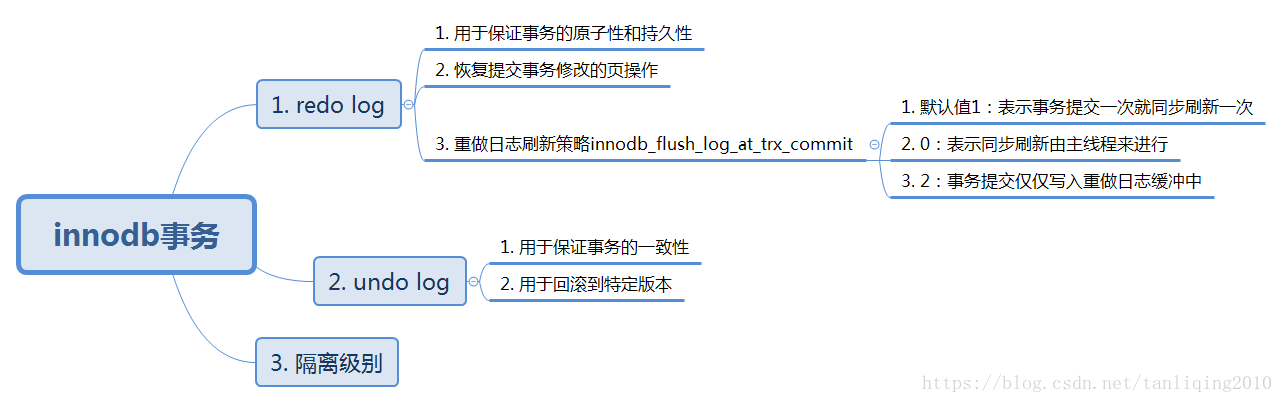 innodb事务
1. redo log
1. 用于保证事务的原子性和持久性
2. 恢复提交事务修改的页操作
3. 重做日志刷新策略innodb_flush_log_at_trx_commit
1. 默认值1：表示事务提交一次就同步刷新一次
2. 0：表示同步刷新由主线程来进行
3. 2：事务提交仅仅写入重做日志缓冲中
2. undo log
1. 用于保证事务的一致性
2. 用于回滚到特定版本
3. 隔离级别
https://blog.csdn.net/tanliqing2010